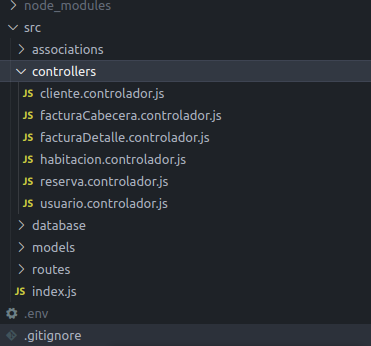 node_modules
src
associations
controllers
JS cliente.controlador.js
JS facturaCabecera.controlador.js
JS facturaDetalle.controlador.js
JS habitacion.controlador.js
JS reserva.controlador.js
JS usuario.controlador.js
database
models
routes
JS index.js
.env
.gitignore